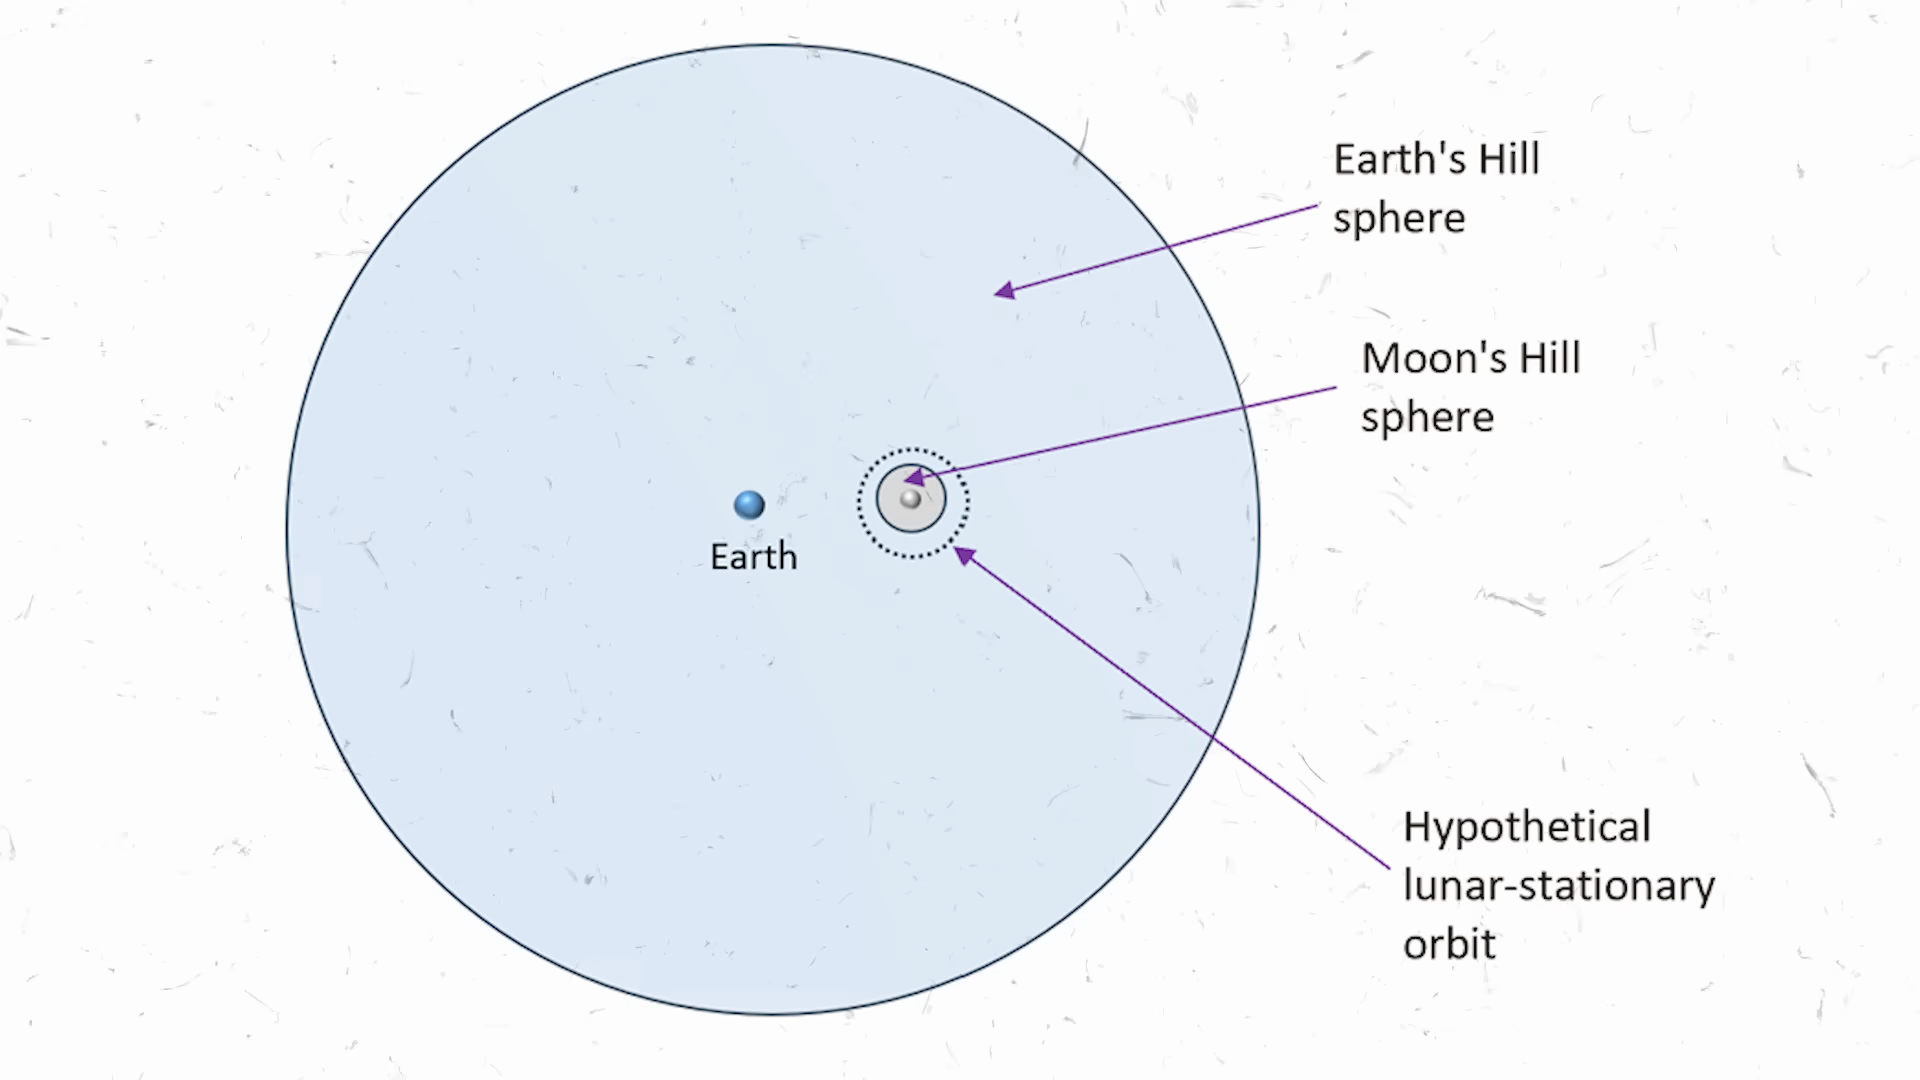 Earth's Hill
sphere
Moon's Hill
sphere
Earth
Hypothetical
lunar-stationary
orbit